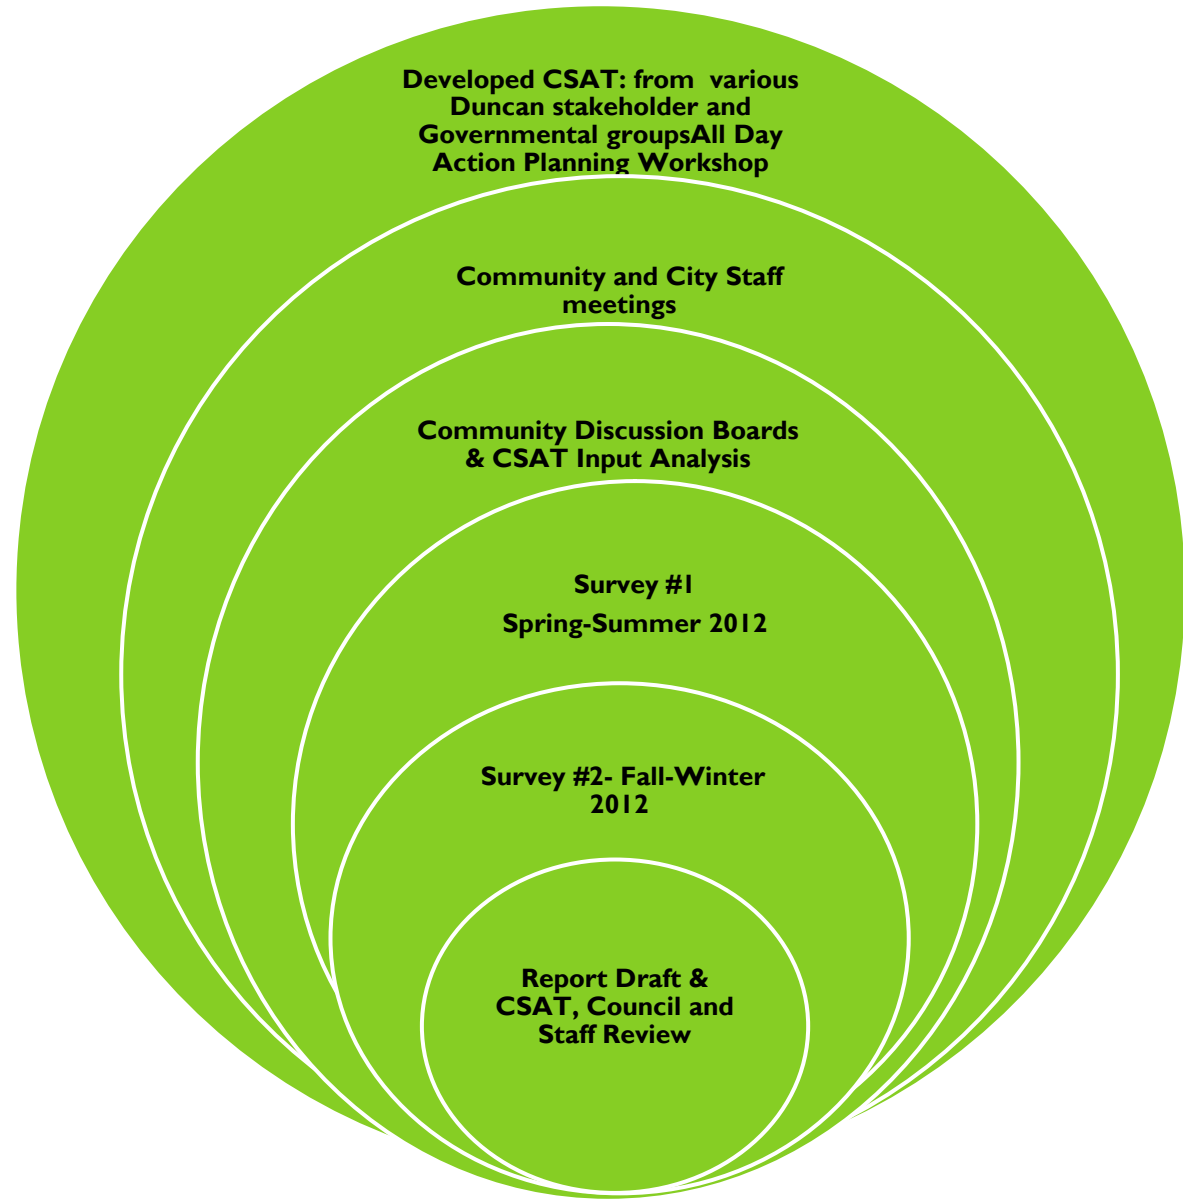 Developed CSAT: from  various
Duncan stakeholder and
Governmental groupsAll Day
Action Planning Workshop
Community and City Staff
meetings
Community Discussion Boards
& CSAT Input Analysis
Survey #1
Spring-Summer 2012
Survey #2- Fall-Winter
2012
Report Draft &
CSAT, Council and
Staff Review